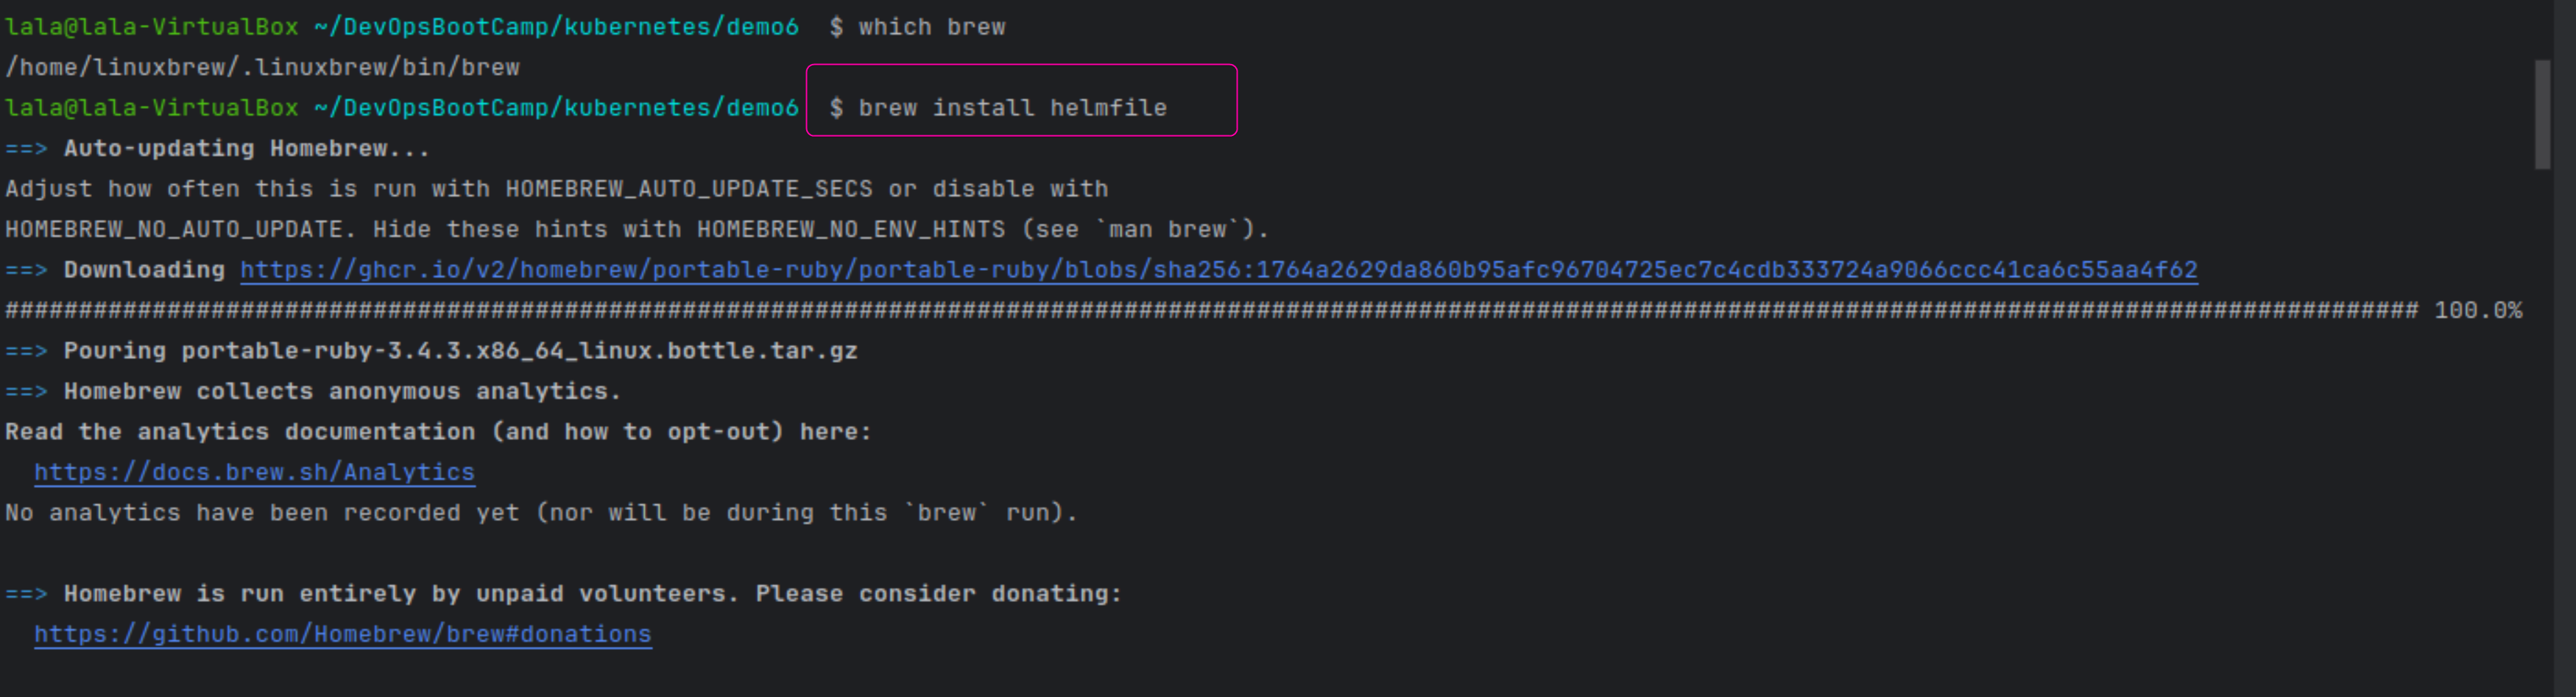 lala@lala-VirtualBox ~/DevOpsBootCamp/kubernetes/demo6  $ which brew
/home/linuxbrew/.linuxbrew/bin/brew
lala@lala-VirtualBox ~/DevOpsBootCamp/kubernetes/demo6  $ brew install helmfile
==> Auto-updating Homebrew...
Adjust how often this is run with HOMEBREW_AUTO_UPDATE_SECS or disable with
HOMEBREW_NO_AUTO_UPDATE. Hide these hints with HOMEBREW_NO_ENV_HINTS (see `man brew`).
==> Downloading https://ghcr.io/v2/homebrew/portable-ruby/portable-ruby/blobs/sha256:1764a2629da860b95afc96704725ec7c4cdb333724a9066ccc41ca6c55aa4f62
################################################################################################################################################################ 100.0%
==> Pouring portable-ruby-3.4.3.x86_64_linux.bottle.tar.gz
==> Homebrew collects anonymous analytics.
Read the analytics documentation (and how to opt-out) here:
  https://docs.brew.sh/Analytics
No analytics have been recorded yet (nor will be during this `brew` run).
==> Homebrew is run entirely by unpaid volunteers. Please consider donating:
  https://github.com/Homebrew/brew#donations